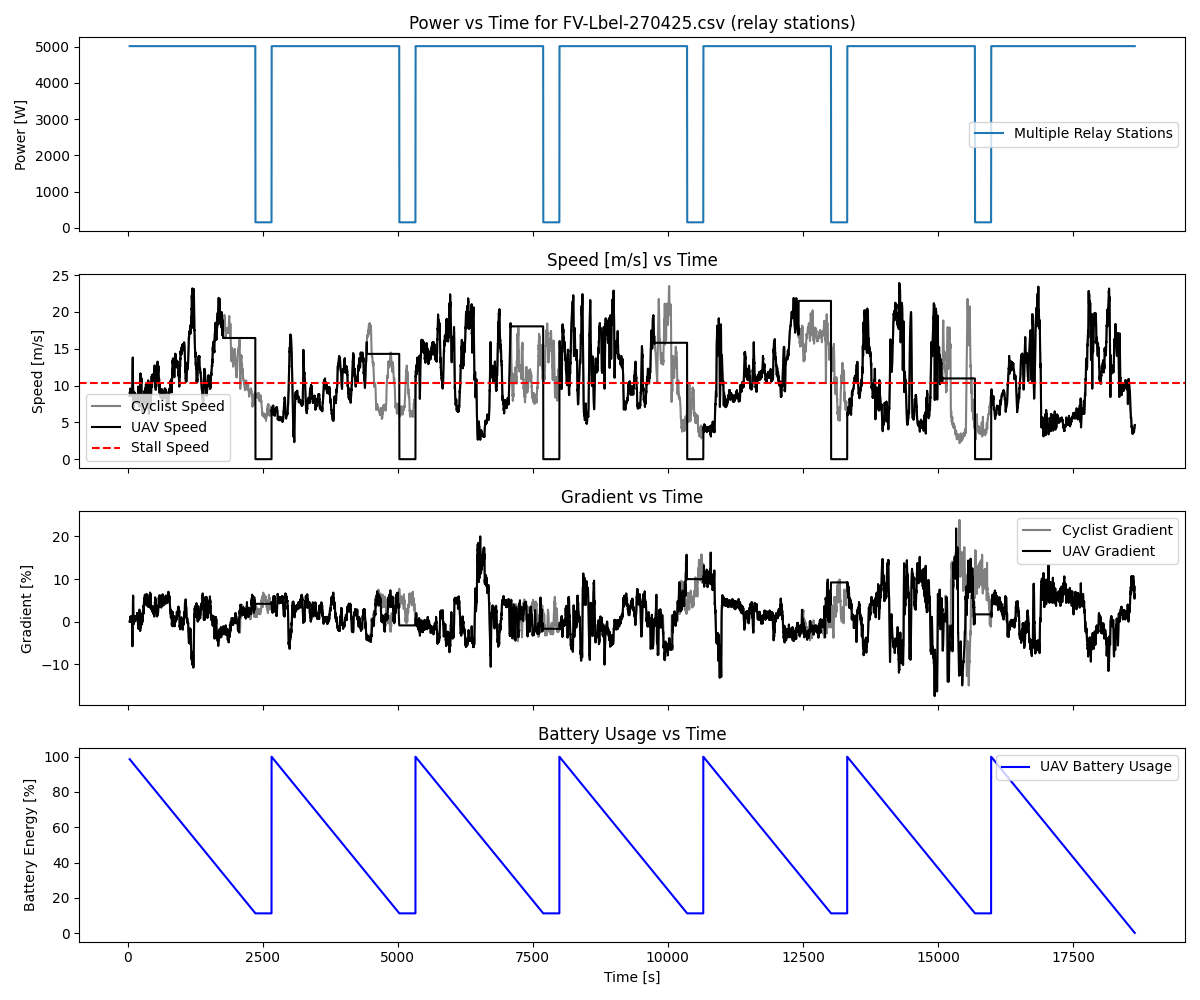 Power vs Time for FV-Lbel-270425.csv (relay stations)
5000
4000
3000
2000
1000
0
Power [W]
Multiple Relay Stations
Speed [m/s] vs Time
25
20
15
10
5
0
Speed [m/s]
Cyclist Speed
UAV Speed
Stall Speed
Gradient vs Time
20
10
0
−10
Gradient [%]
Cyclist Gradient
UAV Gradient
Battery Usage vs Time
100
80
60
40
20
0
Battery Energy [%]
UAV Battery Usage
0 2500 5000 7500 10000 12500 15000 17500
Time [s]